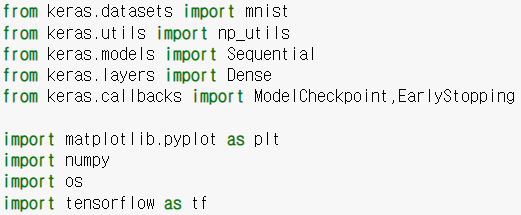 from keras.datasets import mnist
from keras.utils import np_utils
from keras.models import Sequential
from keras.layers import Dense
from keras.callbacks import ModelCheckpoint,EarlyStopping
import matplotlib.pyplot as plt
import numpy
import os
import tensorflow as tf